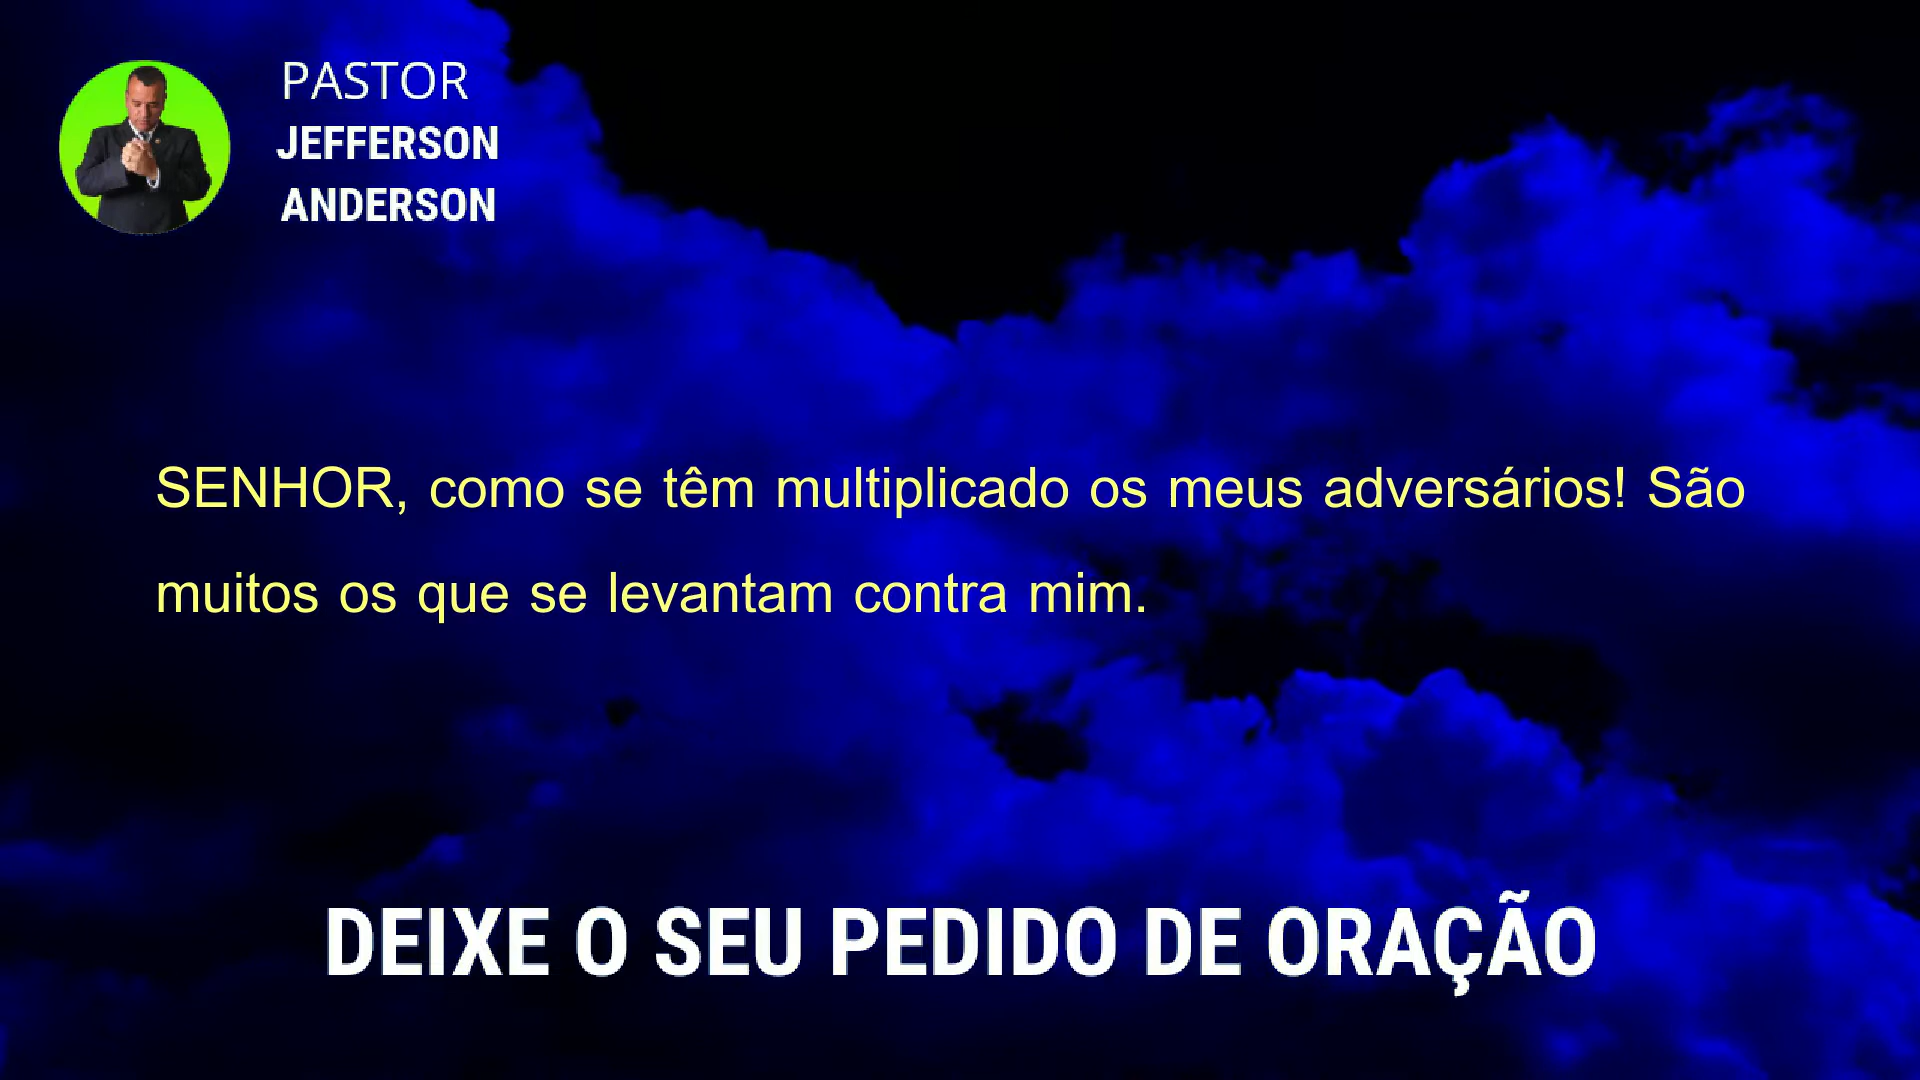 PASTOR
JEFFERSON
ANDERSON
SENHOR, como se têm multiplicado os meus adversários! São
muitos os que se levantam contra mim.
DEIXE O SEU PEDIDO DE ORAÇÃO